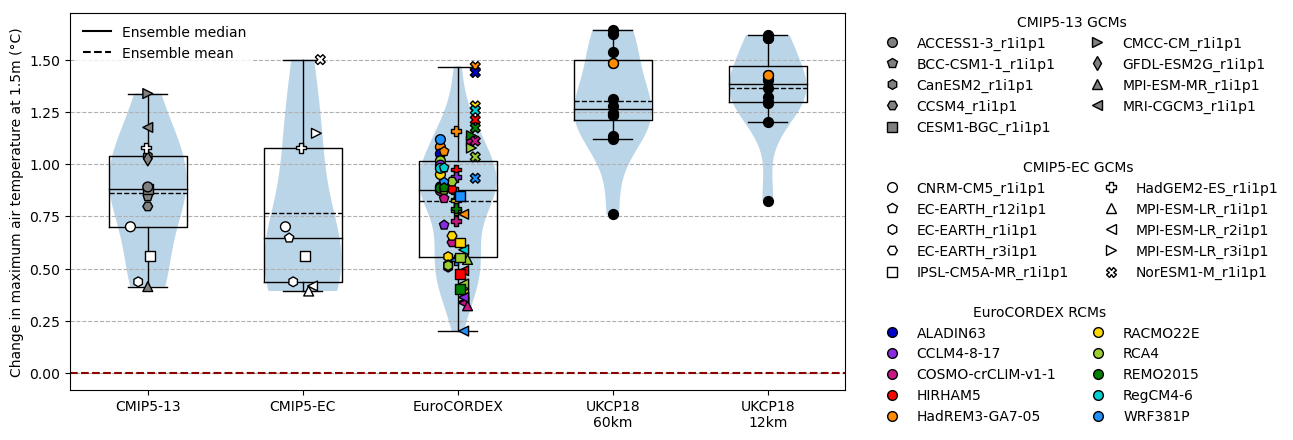 Change in maximum air temperature at 1.5m (°C)
1.50
1.25
1.00
0.75
0.50
0.25
0.00
Ensemble median
Ensemble mean
CMIP5-13
CMIP5-EC
EuroCORDEX
UKCP18
60km
UKCP18
12km
CMIP5-13 GCMs
ACCESS1-3_r1i1p1
BCC-CSM1-1_r1i1p1
CanESM2_r1i1p1
CCSM4_r1i1p1
CESM1-BGC_r1i1p1
CMCC-CM_r1i1p1
GFDL-ESM2G_r1i1p1
MPI-ESM-MR_r1i1p1
MRI-CGCM3_r1i1p1
CMIP5-EC GCMs
CNRM-CM5_r1i1p1
EC-EARTH_r12i1p1
EC-EARTH_r1i1p1
EC-EARTH_r3i1p1
IPSL-CM5A-MR_r1i1p1
HadGEM2-ES_r1i1p1
MPI-ESM-LR_r1i1p1
MPI-ESM-LR_r2i1p1
MPI-ESM-LR_r3i1p1
NorESM1-M_r1i1p1
EuroCORDEX RCMs
ALADIN63
CCLM4-8-17
COSMO-crCLIM-v1-1
HIRHAM5
HadREM3-GA7-05
RACMO22E
RCA4
REMO2015
RegCM4-6
WRF381P